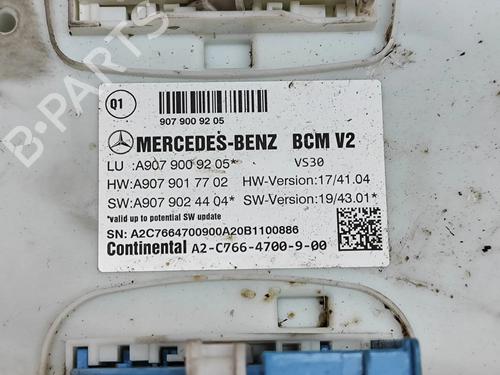 Q1
907 900 92 05
MERCEDES-BENZ BCM V2
LU :A907 900 92 05* VS30
HW:A907 901 77 02 HW-Version:17/41.04
SW:A907 902 44 04* SW-Version:19/43.01*
*valid up to potential SW update
SN: A2C7664700900A20B1100886
Continental A2-C766-4700-9-00
B-PARTS